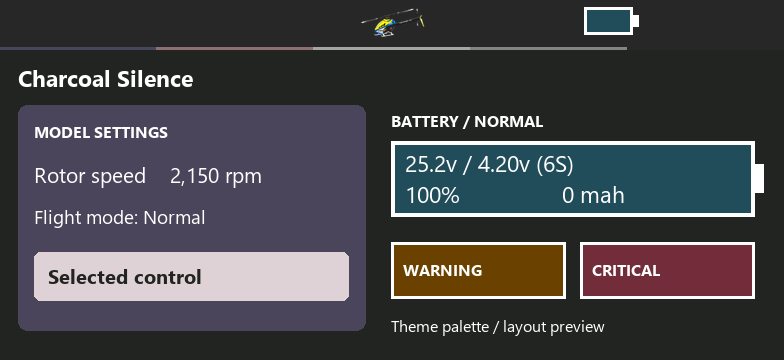 Charcoal Silence
MODEL SETTINGS
Rotor speed 2,150 rpm
Flight mode: Normal
Selected control
BATTERY / NORMAL
25.2v / 4.20v (6S)
100% 0 mah
WARNING
CRITICAL
Theme palette / layout preview